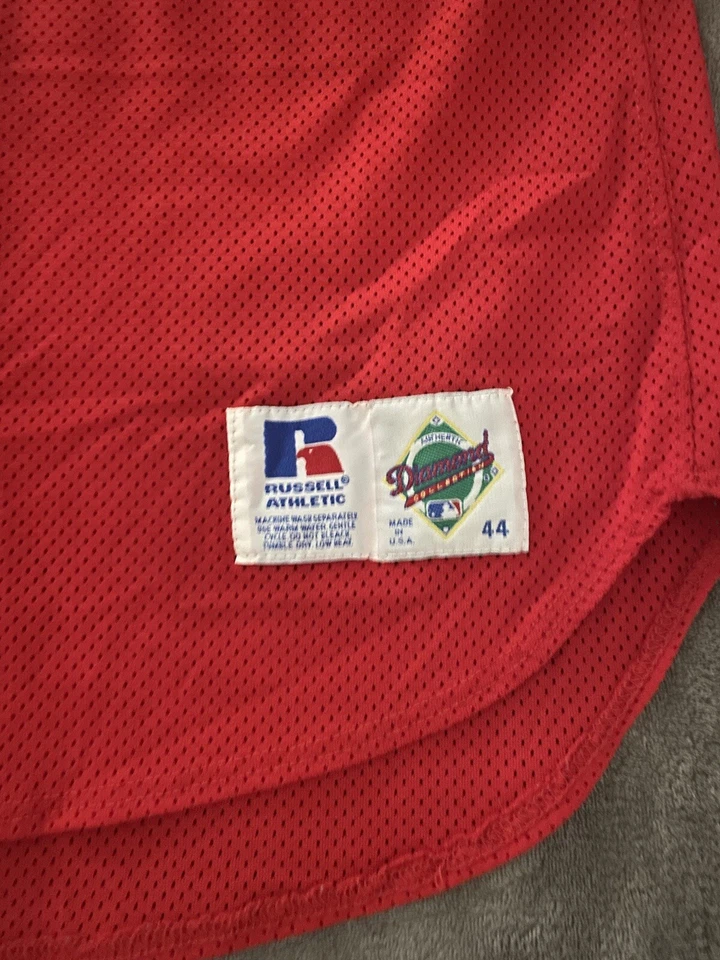 RUSSELL®
ATHLETIC
MACHINE WASH SEPARATELY
USE WARM WATER, GENTLE
CYCLE. DO NOT BLEACH.
TUMBLE DRY. LOW HEAT.
AUTHENTIC
Diamond
COLLECTION
MADE
IN
U.S.A.
44